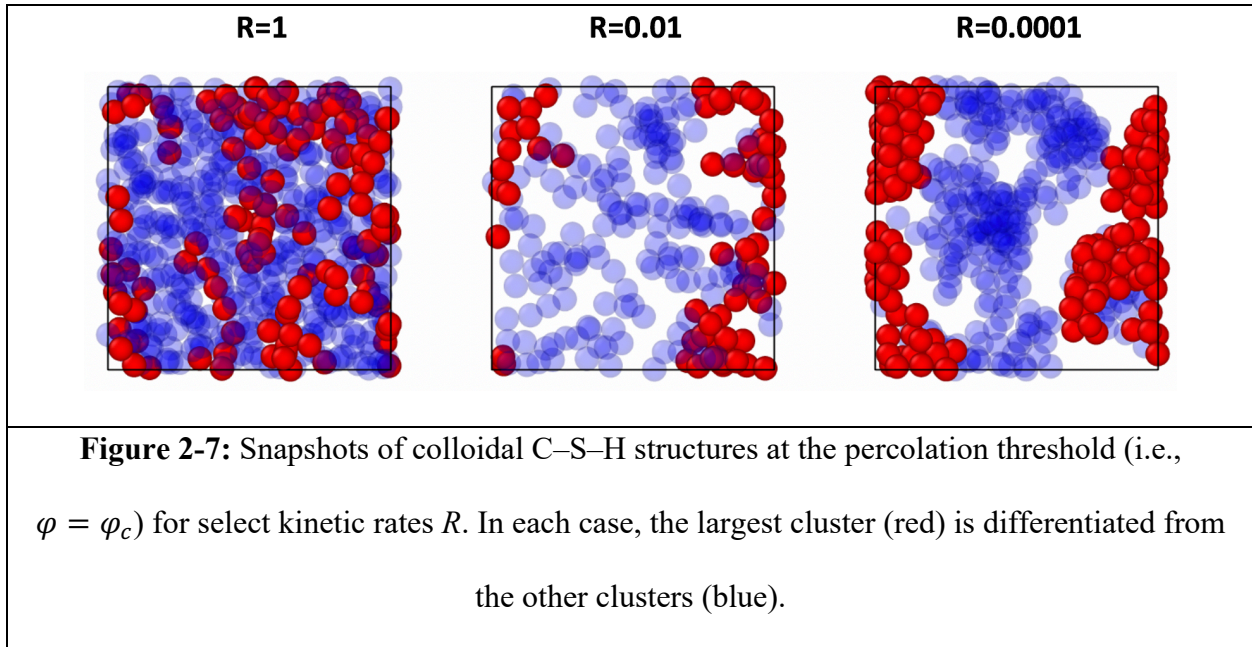 R=1 R=0.01 R=0.0001
Figure 2-7: Snapshots of colloidal C–S–H structures at the percolation threshold (i.e.,
𝜑 = 𝜑𝑐) for select kinetic rates R. In each case, the largest cluster (red) is differentiated from
the other clusters (blue).